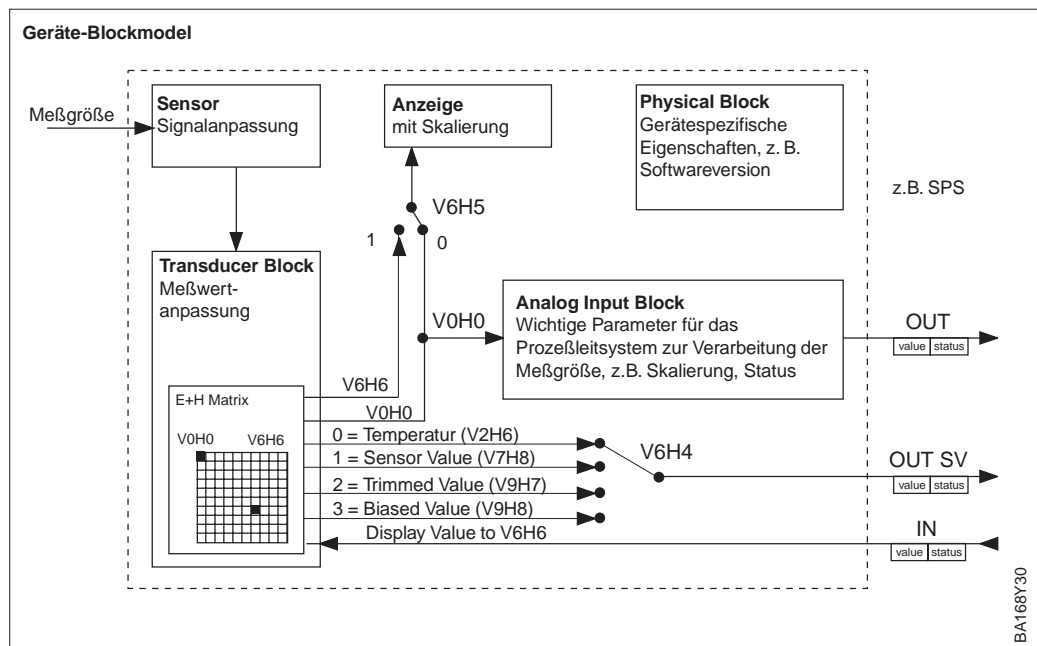 Geräte-Blockmodel
Meßgröße
Sensor
Signalanpassung
Anzeige
mit Skalierung
Physical Block
Gerätespezifische
Eigenschaften, z. B.
Softwareversion
z.B. SPS
V6H5
1
0
Transducer Block
Meßwert-
anpassung
V0H0
Analog Input Block
Wichtige Parameter für das
Prozeßleitsystem zur Verarbeitung der
Meßgröße, z.B. Skalierung, Status
OUT
value status
V6H6
V0H0
E+H Matrix
V0H0 V6H6
0 = Temperatur (V2H6)
1 = Sensor Value (V7H8)
2 = Trimmed Value (V9H7)
3 = Biased Value (V9H8)
Display Value to V6H6
V6H4
OUT SV
value status
IN
value status
BA168Y30